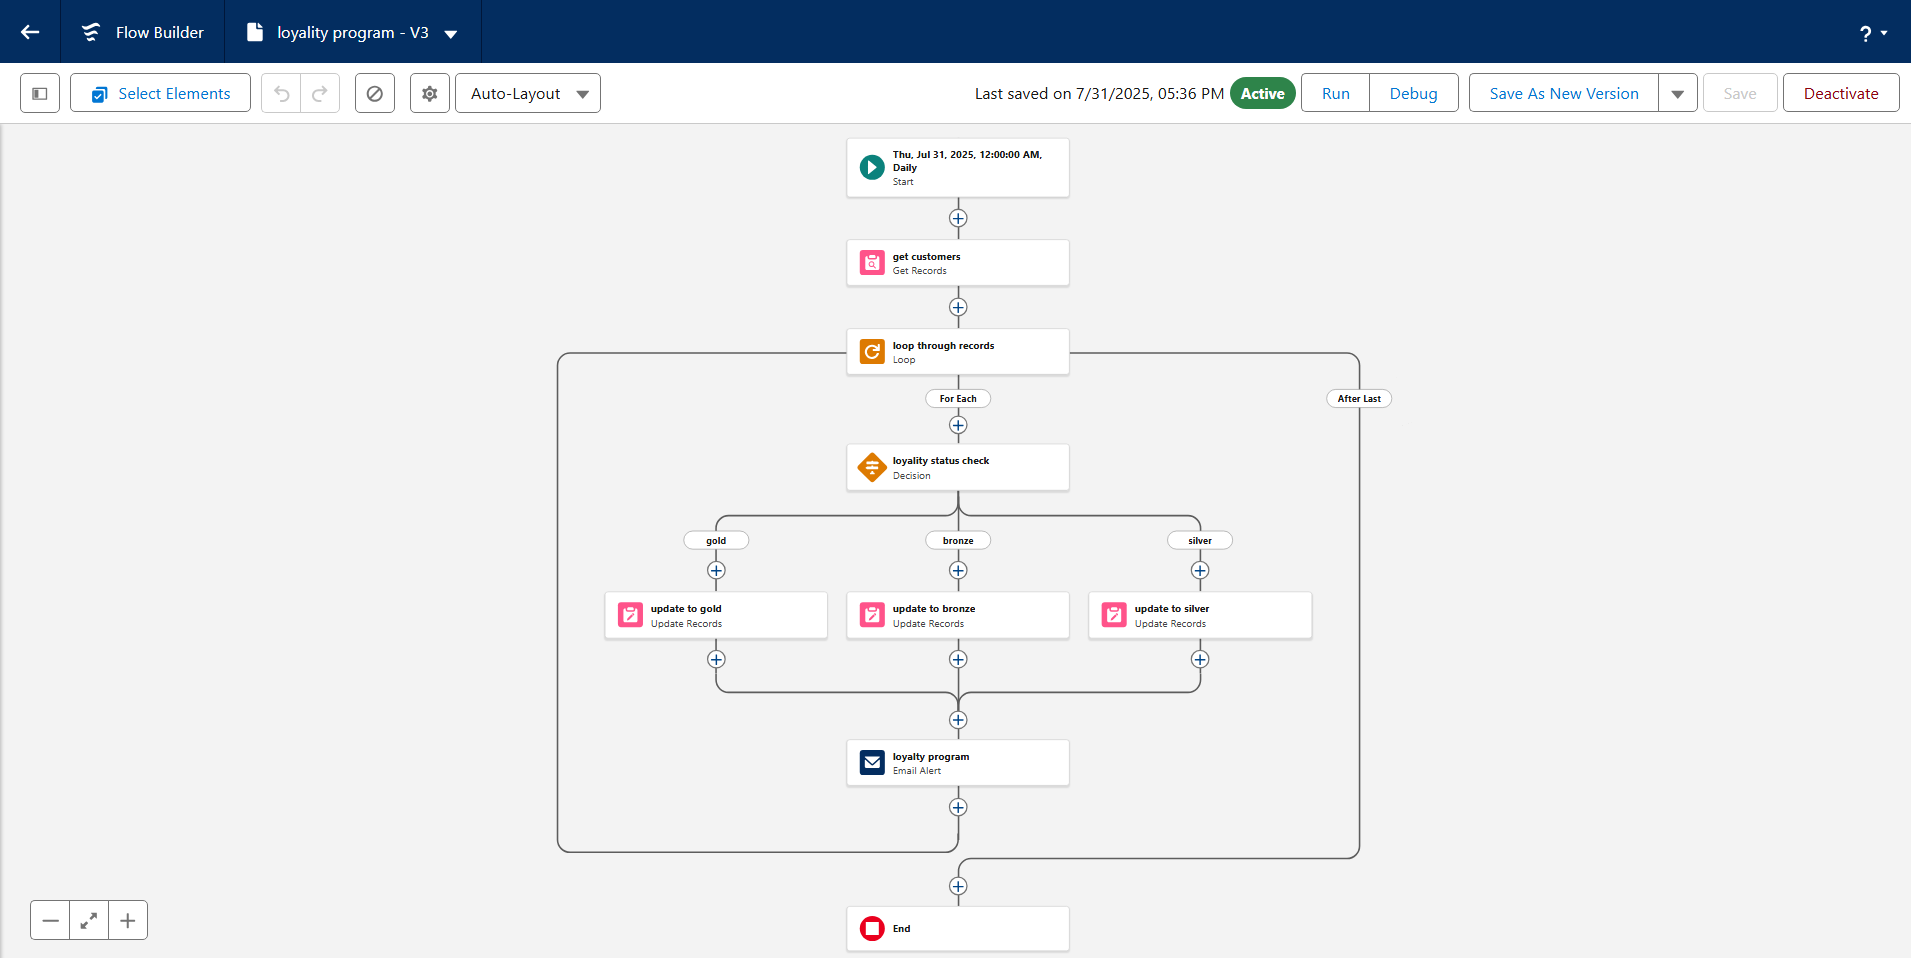 Flow Builder
loyality program - V3
?
Select Elements
Auto-Layout
Last saved on 7/31/2025, 05:36 PM
Active
Run
Debug
Save As New Version
Save
Deactivate
Thu, Jul 31, 2025, 12:00:00 AM,
Daily
Start
get customers
Get Records
loop through records
Loop
For Each
After Last
loyality status check
Decision
gold
bronze
silver
update to gold
Update Records
update to bronze
Update Records
update to silver
Update Records
loyalty program
Email Alert
End